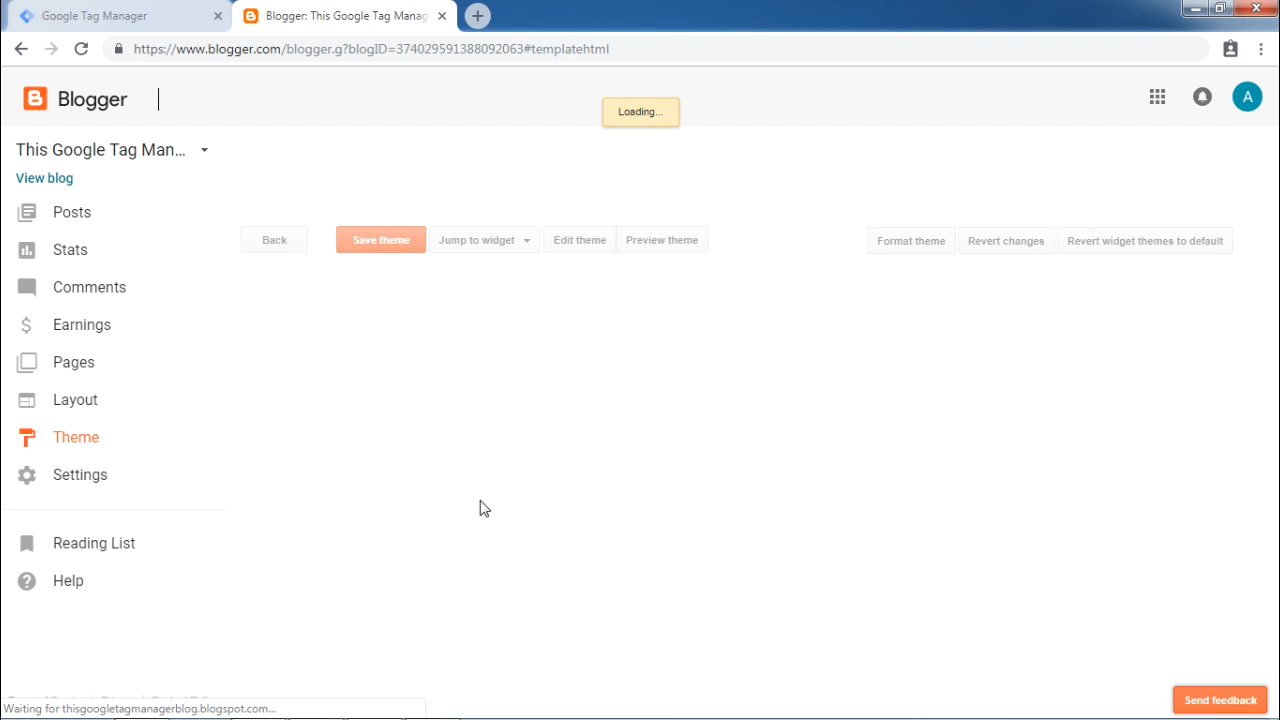 Google Tag Manager
Blogger: This Google Tag Manag
https://www.blogger.com/blogger.g?blogID=374029591388092063#templatehtml
Blogger
A
Loading...
This Google Tag Man...
View blog
Posts
Stats
Comments
Earnings
Pages
Layout
Theme
Settings
Reading List
Help
Back
Save theme
Jump to widget
Edit theme
Preview theme
Format theme
Revert changes
Revert widget themes to default
Send feedback
Waiting for thisgoogletagmanagerblog.blogspot.com...